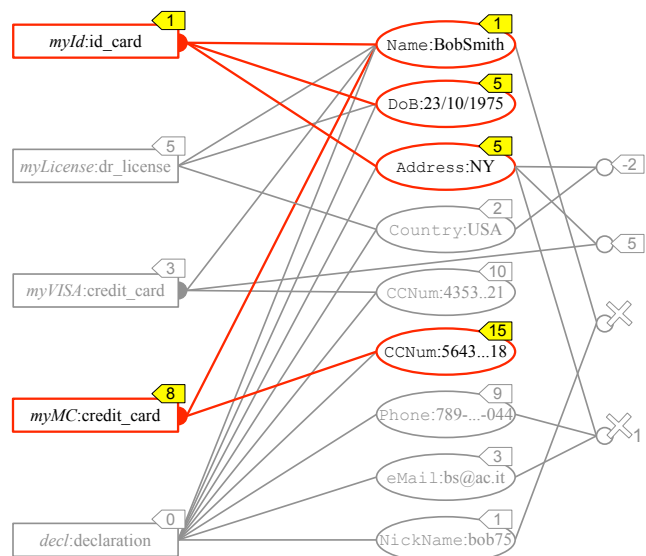 1
myId:id_card
5
myLicense:dr_license
3
myVISA:credit_card
8
myMC:credit_card
0
decl:declaration
1
Name:BobSmith
5
DoB:23/10/1975
5
Address:NY
2
Country:USA
10
CCNum:4353..21
15
CCNum:5643...18
9
Phone:789-...-044
3
eMail:bs@ac.it
1
NickName:bob75
-2
5
1